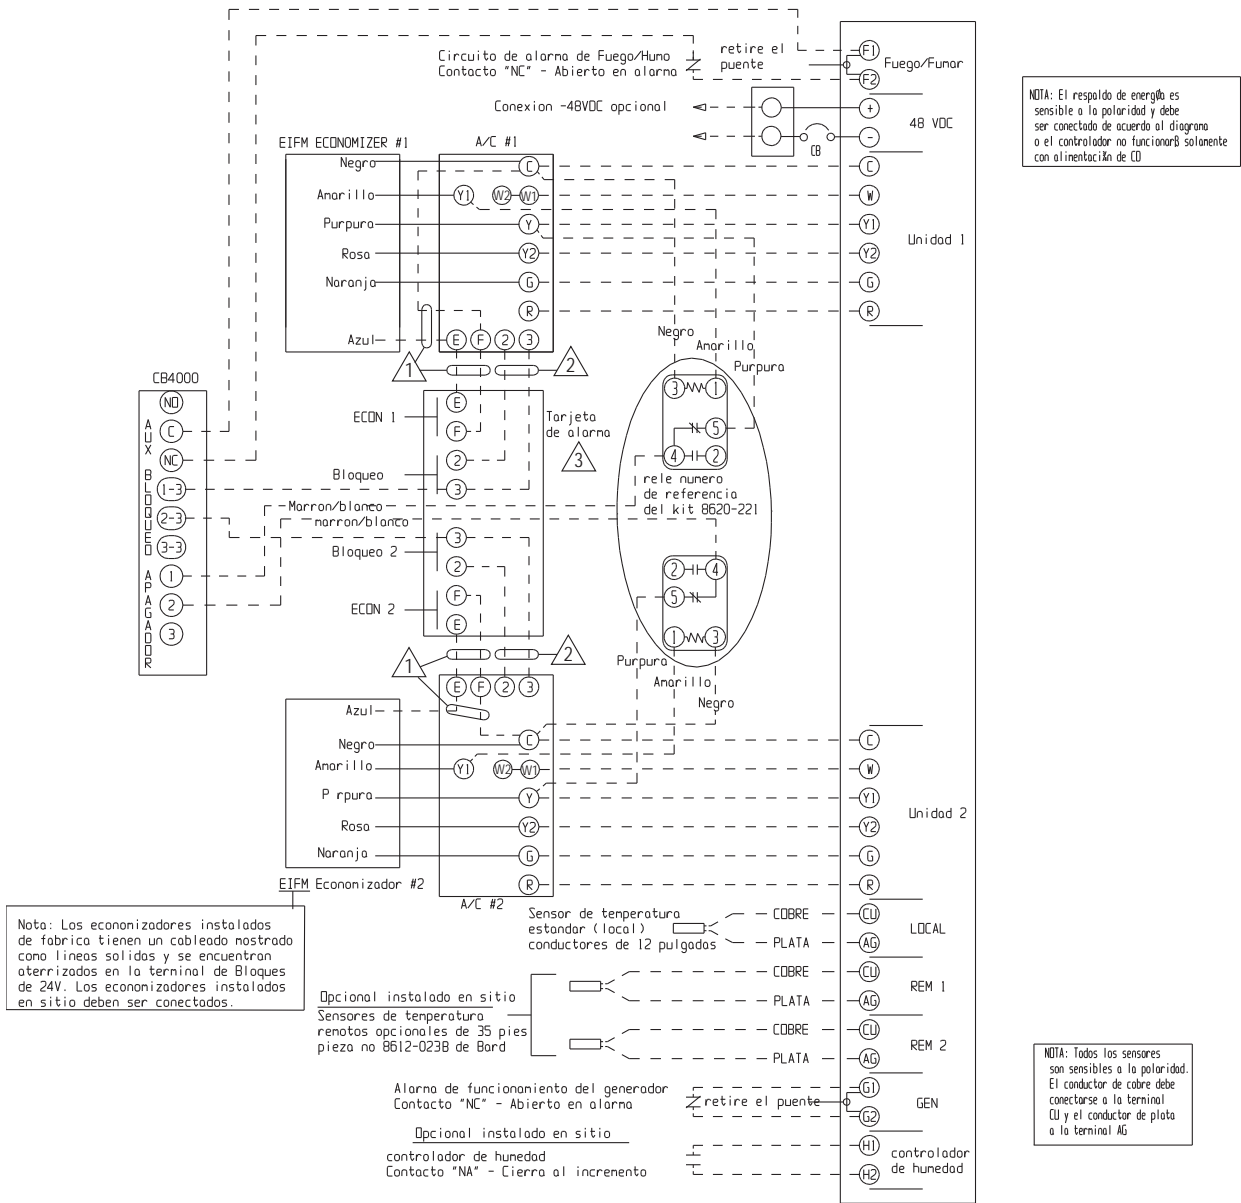 Circuito de alarma de Fuego/Humo
Contacto "NC" - Abierto en alarma
retire el
puente
F1
F2
Fuego/Fumar
Conexion -48VDC opcional
CB
+
-
48 VDC
NOTA: El respaldo de energØa es
sensible a la polaridad y debe
ser conectado de acuerdo al diagrama
o el controlador no funcionarß solamente
con alimentaciÄn de CD
EIFM ECONOMIZER #1
A/C #1
Negro
Amarillo
Purpura
Rosa
Naranja
Azul
C
Y1
W2
W1
Y
Y2
G
R
E
F
2
3
C
W
Y1
Y2
G
R
Unidad 1
1
2
Negro
Amarillo
Purpura
CB4000
NO
C
NC
1-3
2-3
3-3
1
2
3
AUX
BLOQUEO
APAGADOR
ECON 1
E
F
Bloqueo
2
3
Tarjeta
de alarma
3
Marron/blanco
marron/blanco
Bloqueo 2
3
2
ECON 2
F
E
3
1
5
4
2
rele numero
de referencia
del kit 8620-221
2
4
5
1
3
Purpura
Amarillo
Negro
1
2
E
F
2
3
Azul
Negro
Amarillo
P rpura
Rosa
Naranja
C
Y1
W2
W1
Y
Y2
G
R
EIFM Economizador #2
A/C #2
C
W
Y1
Y2
G
R
Unidad 2
Nota: Los economizadores instalados
de fabrica tienen un cableado mostrado
como lineas solidas y se encuentran
aterrizados en la terminal de Bloques
de 24V. Los economizadores instalados
en sitio deben ser conectados.
Sensor de temperatura
estandar (local)
conductores de 12 pulgadas
COBRE
CU
PLATA
AG
LOCAL
Opcional instalado en sitio
Sensores de temperatura
remotos opcionales de 35 pies
pieza no 8612-023B de Bard
COBRE
CU
PLATA
AG
REM 1
COBRE
CU
PLATA
AG
REM 2
Alarma de funcionamiento del generador
Contacto "NC" - Abierto en alarma
retire el puente
G1
G2
GEN
Opcional instalado en sitio
controlador de humedad
Contacto "NA" - Cierra al incremento
H1
H2
controlador
de humedad
NOTA: Todos los sensores
son sensibles a la polaridad.
El conductor de cobre debe
conectarse a la terminal
CU y el conductor de plata
a la terminal AG